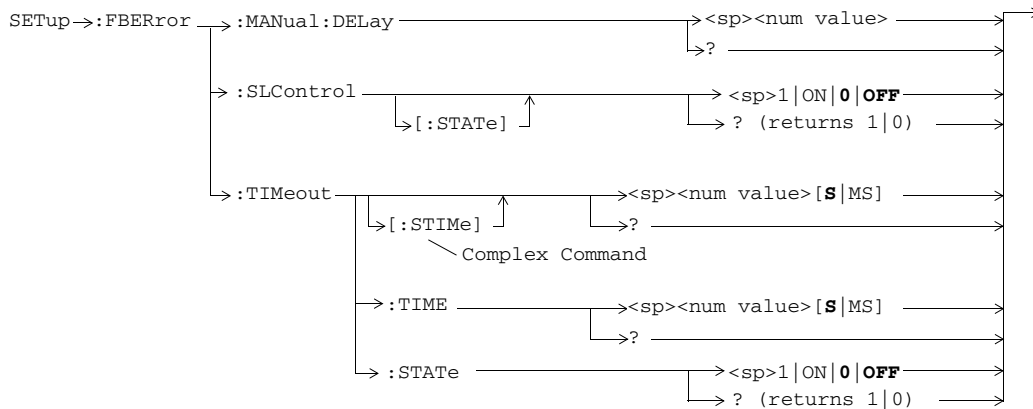 SETup :FBERror :MANual:DELay <sp><num value>
?
:SLControl <sp>1|ON|0|OFF
[:STATe] ? (returns 1|0)
:TIMeout <sp><num value>[S|MS]
[:STIMe] ?
Complex Command
:TIME <sp><num value>[S|MS]
?
:STATe <sp>1|ON|0|OFF
? (returns 1|0)